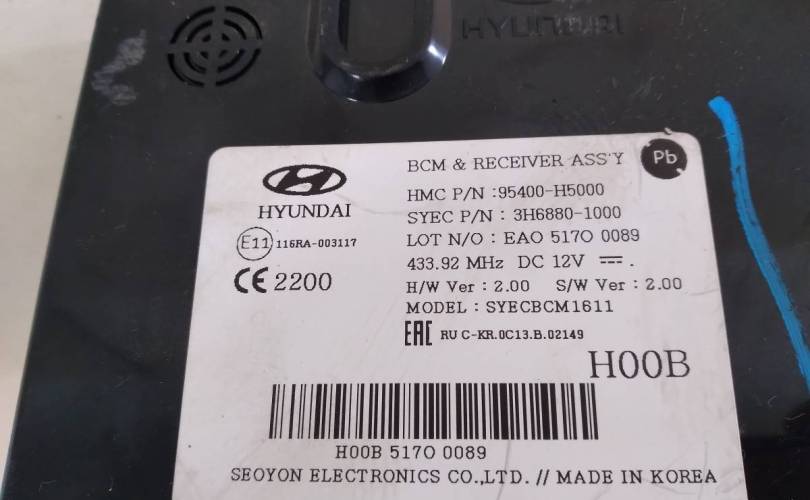 HYUNDAI
BCM & RECEIVER ASS'Y
Pb
HMC P/N :95400-H5000
HYUNDAI
SYEC P/N : 3H6880-1000
E11 116RA-003117
LOT N/O : EAO 517O 0089
433.92 MHz DC 12V .
CE 2200
H/W Ver : 2.00 S/W Ver : 2.00
MODEL : SYECBCM1611
EAC RU C-KR.0C13.B.02149
H00B
H00B 517O 0089
SEOYON ELECTRONICS CO.,LTD. // MADE IN KOREA